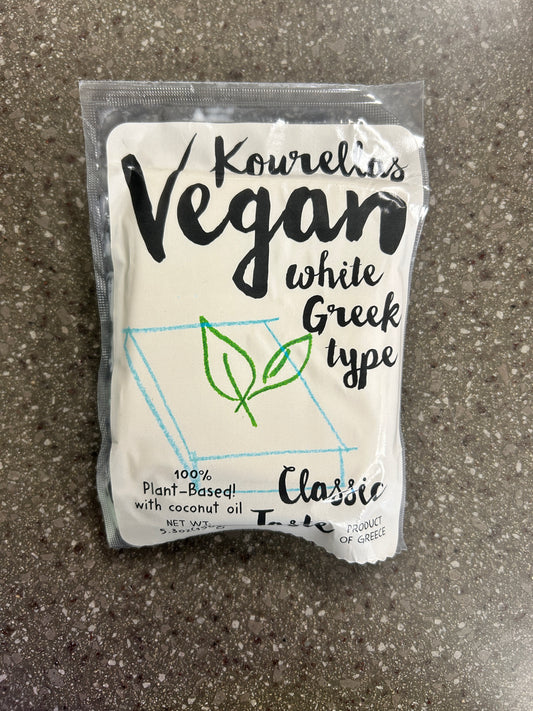 Kourellas
Vegan
white
Greek
type
100%
Plant-Based!
with coconut oil
NET WT.
Classic
Taste
PRODUCT
OF GREECE